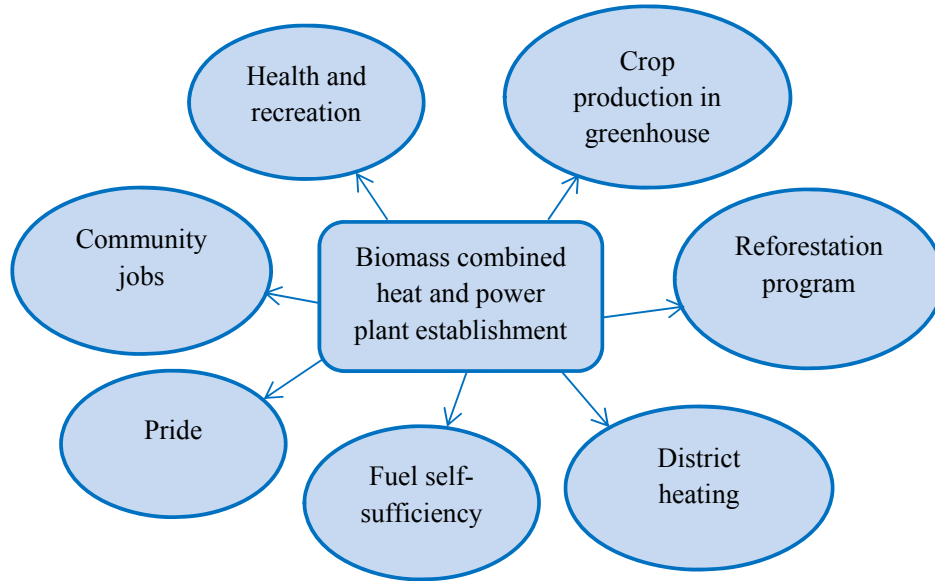 Health and
recreation
Crop
production in
greenhouse
Community
jobs
Biomass combined
heat and power
plant establishment
Reforestation
program
Pride
Fuel self-
sufficiency
District
heating